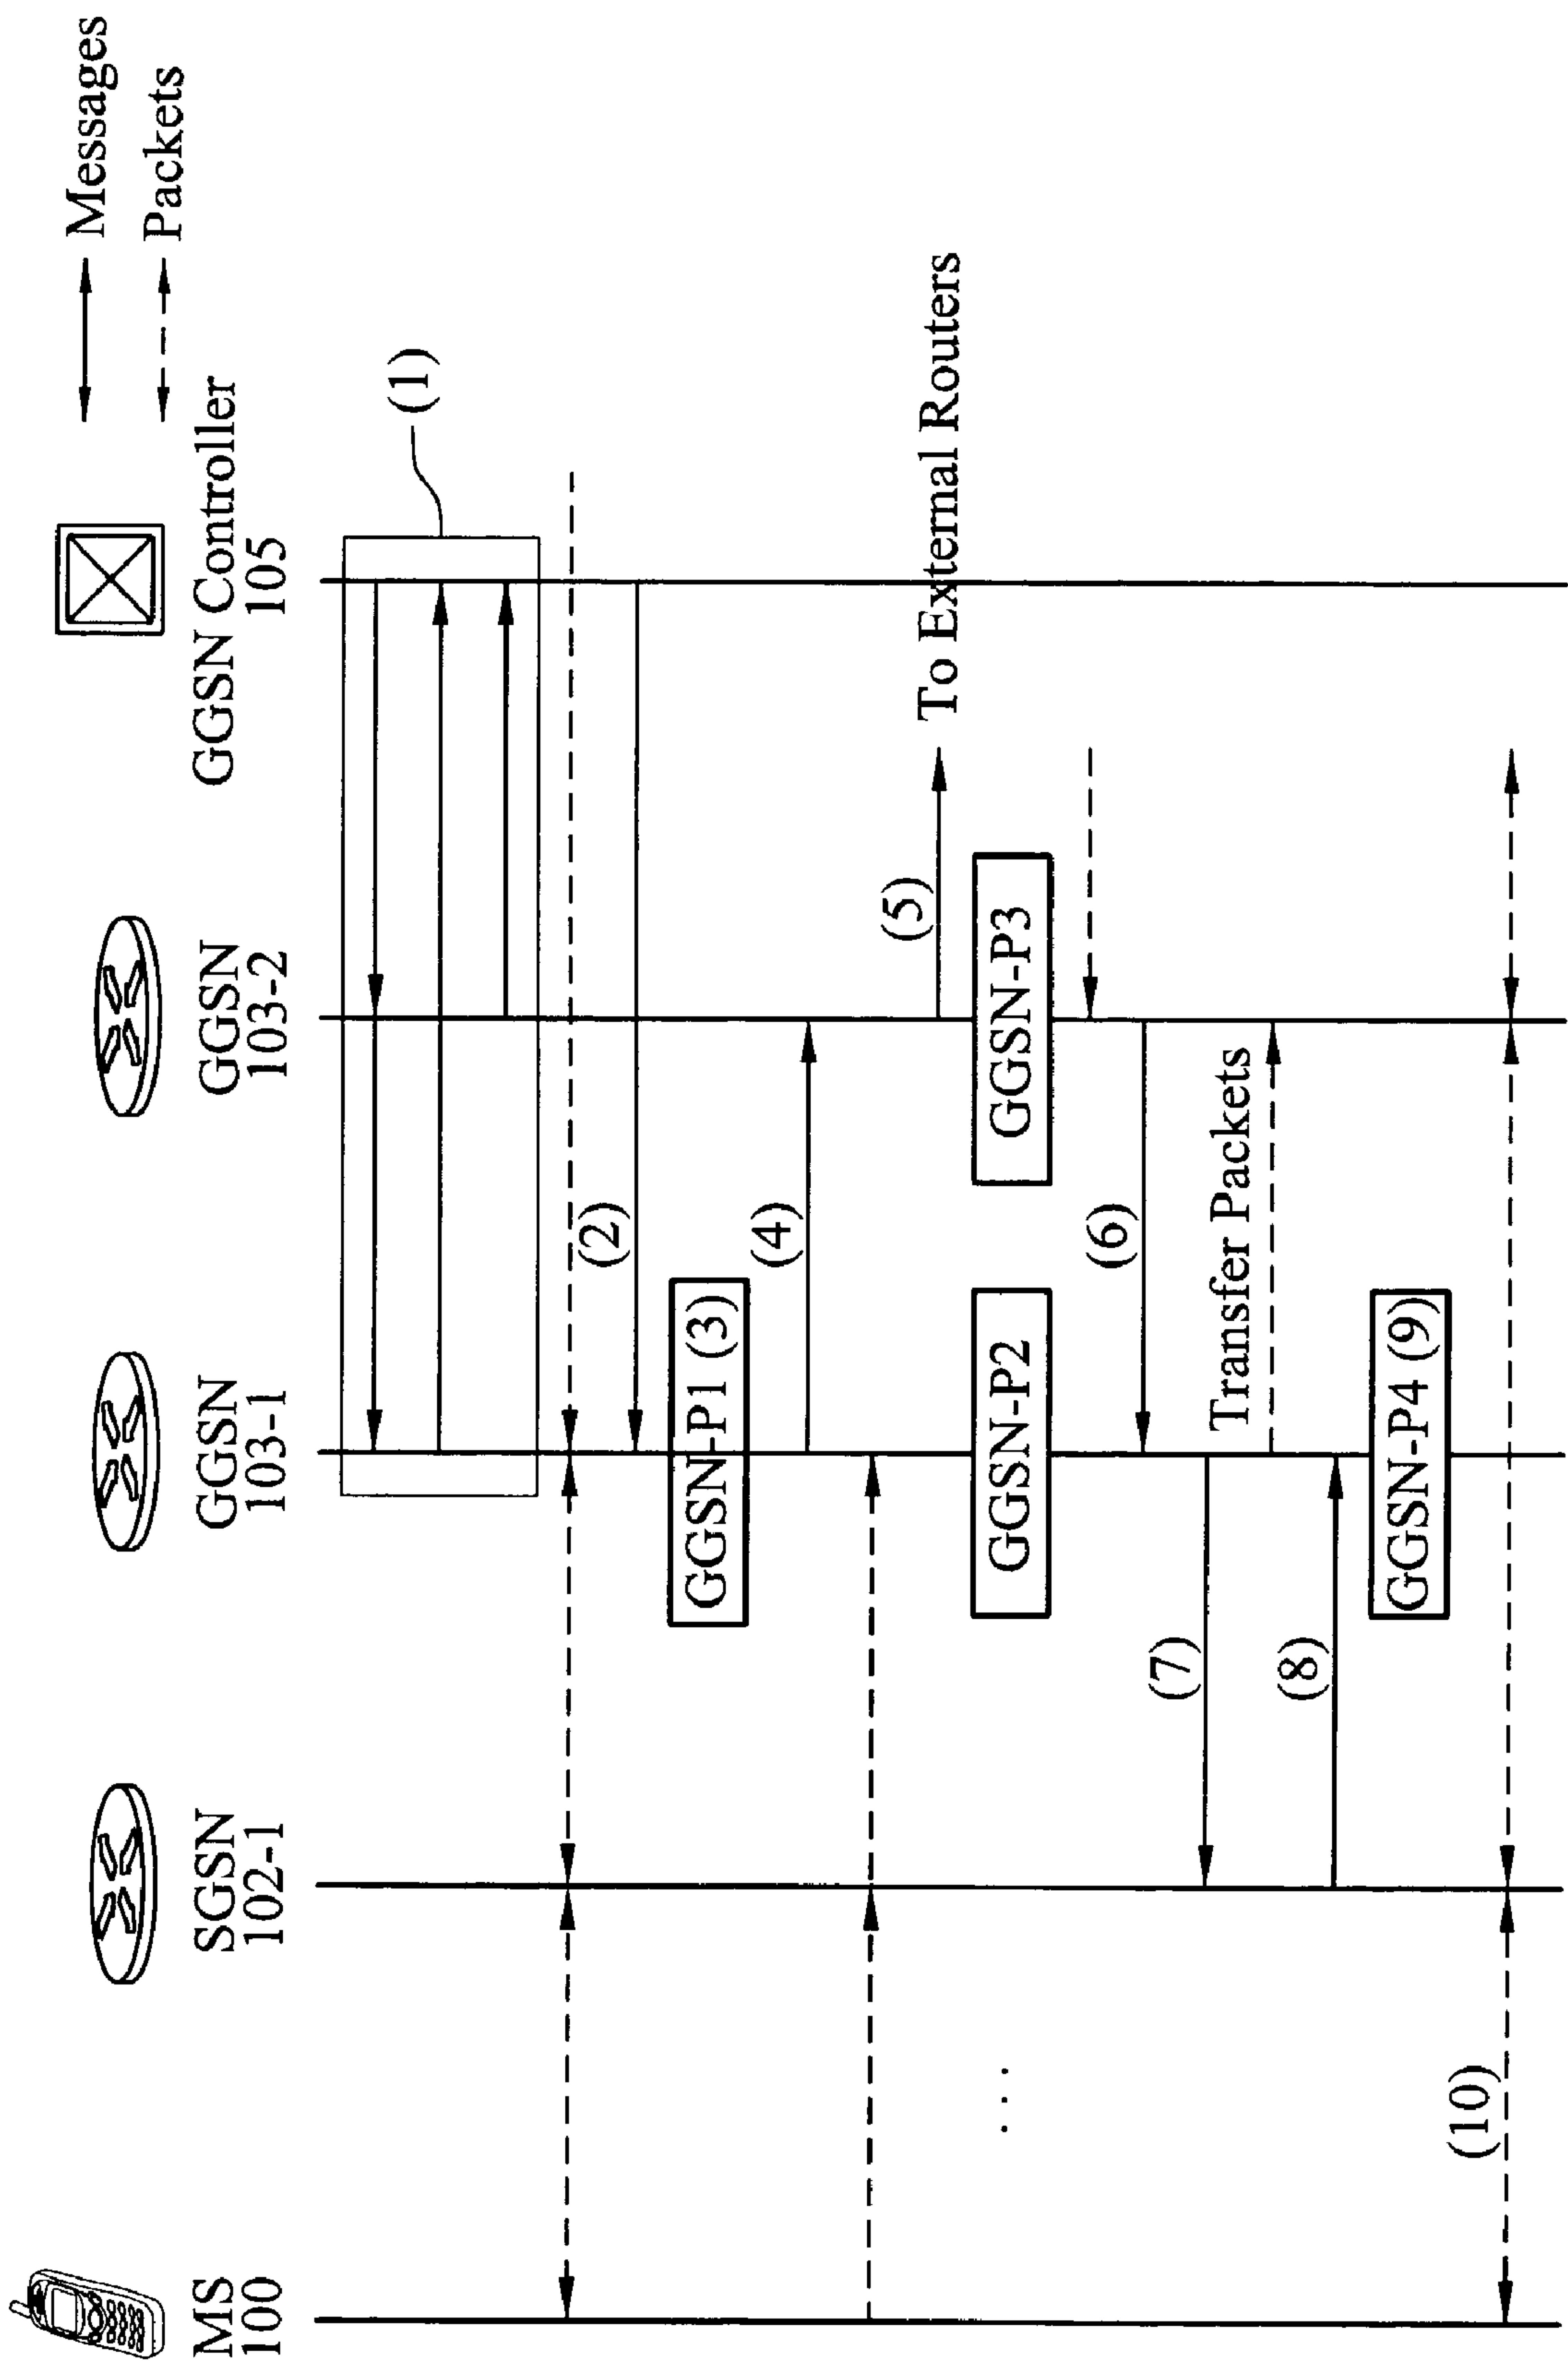 Messages
Packets
MS
100
SGSN
102-1
GGSN
103-1
GGSN
103-2
GGSN Controller
105
(1)
(2)
GGSN-P1 (3)
(4)
(5)
To External Routers
...
GGSN-P2
GGSN-P3
(6)
(7)
Transfer Packets
(8)
GGSN-P4 (9)
(10)